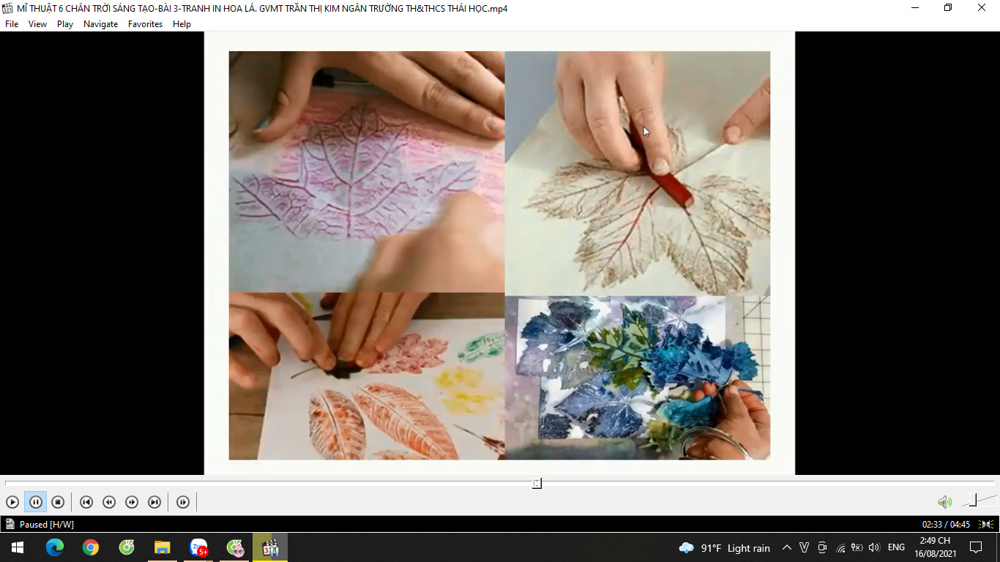 MĨ THUẬT 6 CHÂN TRỜI SÁNG TẠO-BÀI 3-TRANH IN HOA LÁ. GVMT TRẦN THỊ KIM NGÂN TRƯỜNG TH&THCS THÁI HỌC.mp4
File View Play Navigate Favorites Help
Paused [H/W]
02:33 / 04:45
5+
91°F Light rain
ENG
2:49 CH
16/08/2021